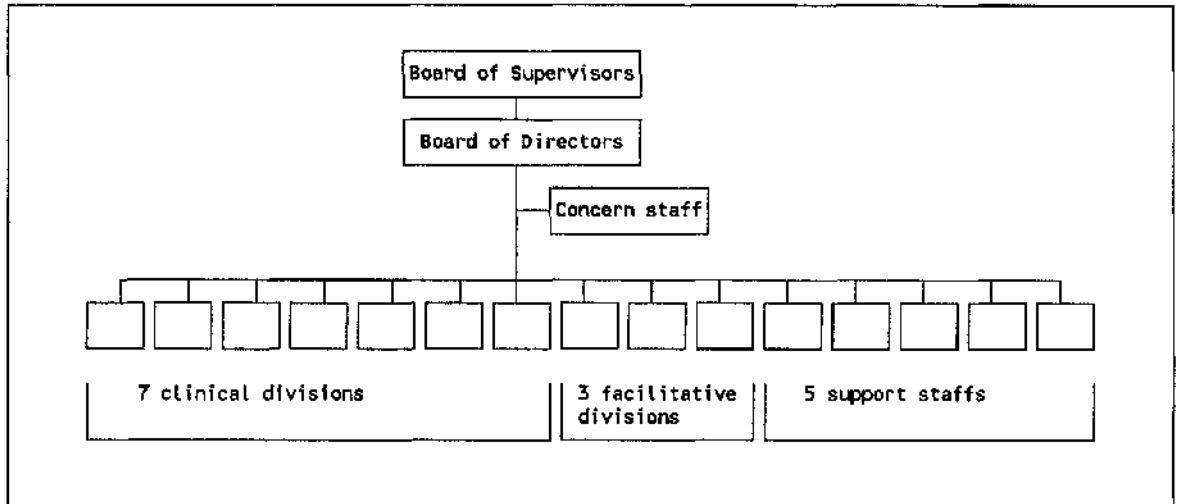 Board of Supervisors
Board of Directors
Concern staff
7 clinical divisions
3 facilitative
divisions
5 support staffs